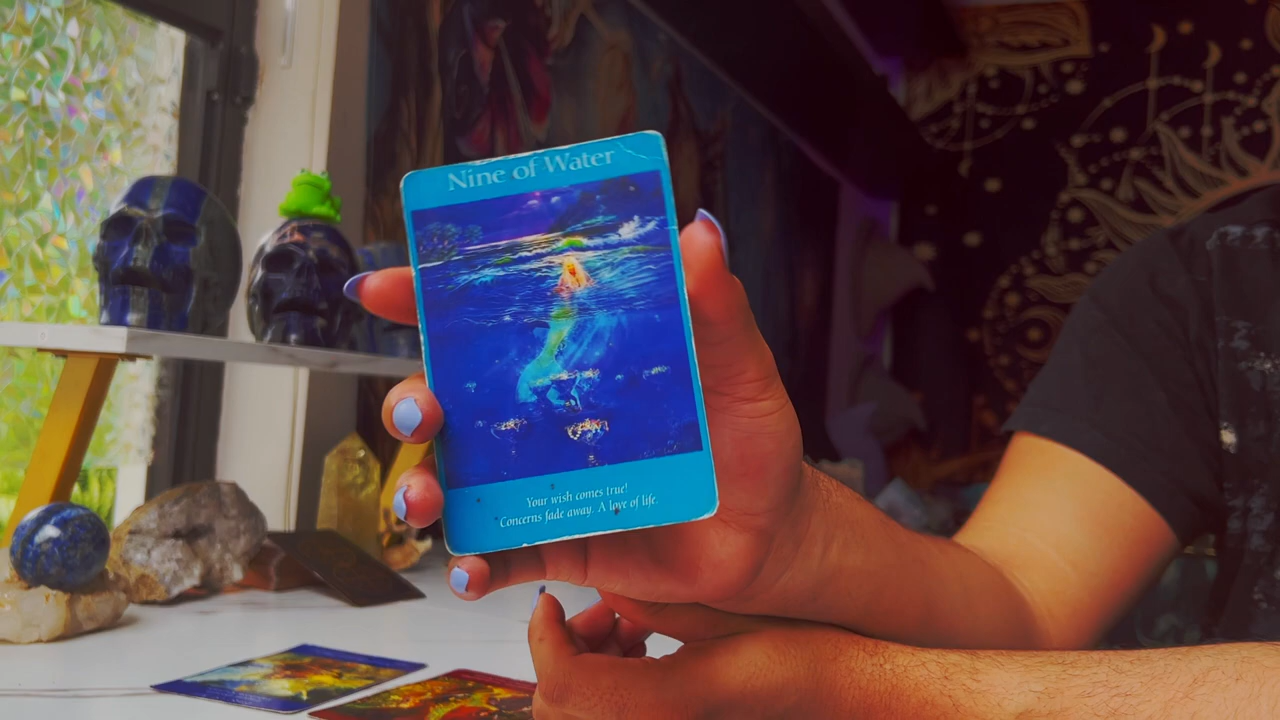 Nine of Water
Your wish comes true!
Concerns fade away. A love of life.